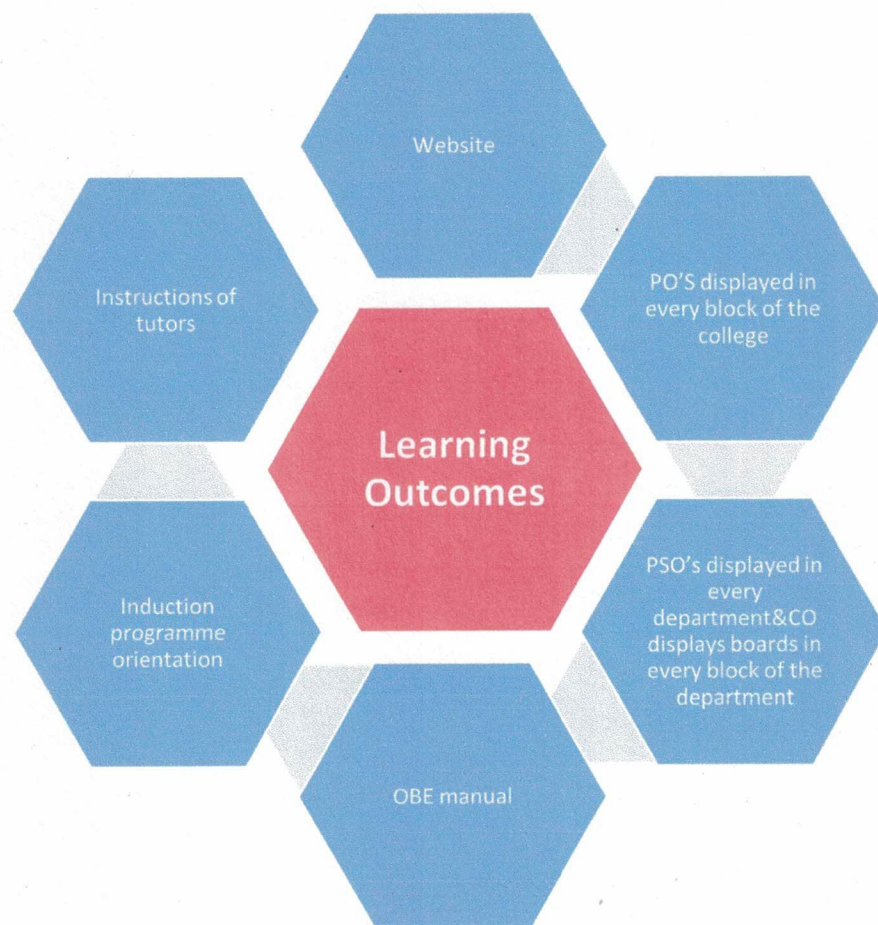 Website
PO'S displayed in
every block of the
college
PSO's displayed in
every
department&CO
displays boards in
every block of the
department
OBE manual
Induction
programme
orientation
Instructions of
tutors
Learning
Outcomes